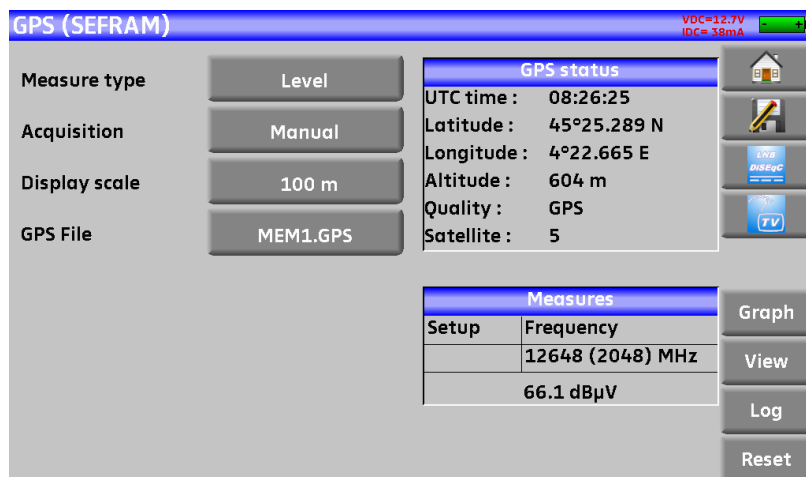 GPS (SEFRAM)
VDC=12.7V
IDC= 38mA
- +
Measure type
Level
Acquisition
Manual
Display scale
100 m
GPS File
MEM1.GPS
GPS status
UTC time : 08:26:25
Latitude : 45°25.289 N
Longitude : 4°22.665 E
Altitude : 604 m
Quality : GPS
Satellite : 5
Measures
Setup Frequency
12648 (2048) MHz
66.1 dBµV
LNB
DISEqC
TV
Graph
View
Log
Reset